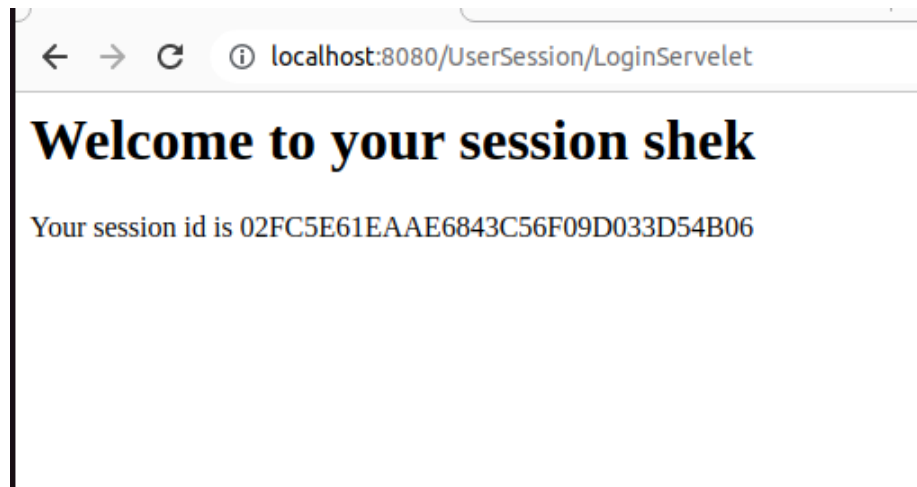 localhost:8080/UserSession/LoginServelet
Welcome to your session shek
Your session id is 02FC5E61EAAE6843C56F09D033D54B06